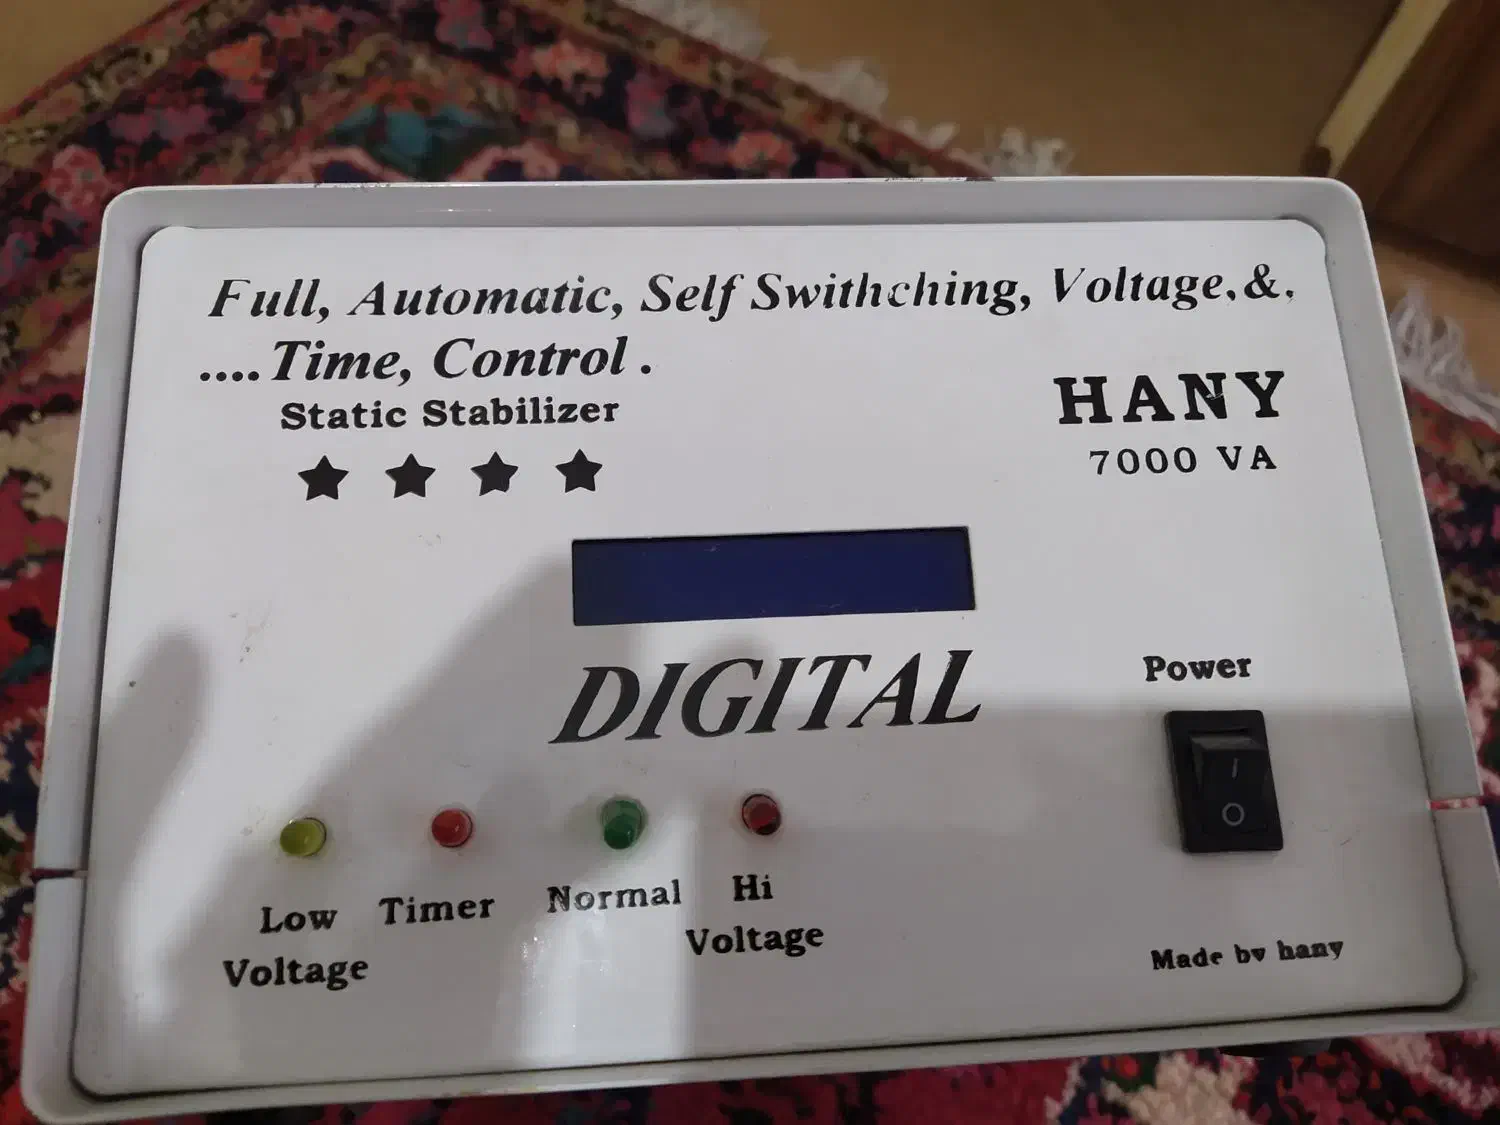 Full, Automatic, Self Swithching, Voltage,&,
....Time, Control .
Static Stabilizer
HANY
7000 VA
DIGITAL
Power
I
O
Low
Voltage
Timer
Normal
Hi
Voltage
Made by hany